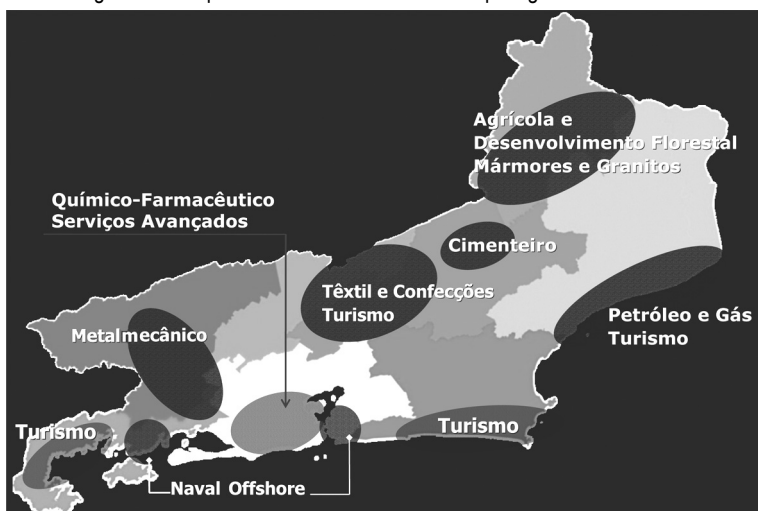 Agrícola e
Desenvolvimento Florestal
Mármores e Granitos
Químico-Farmacêutico
Serviços Avançados
Cimenteiro
Têxtil e Confecções
Turismo
Petróleo e Gás
Turismo
Metalmecânico
Turismo
Turismo
Naval Offshore